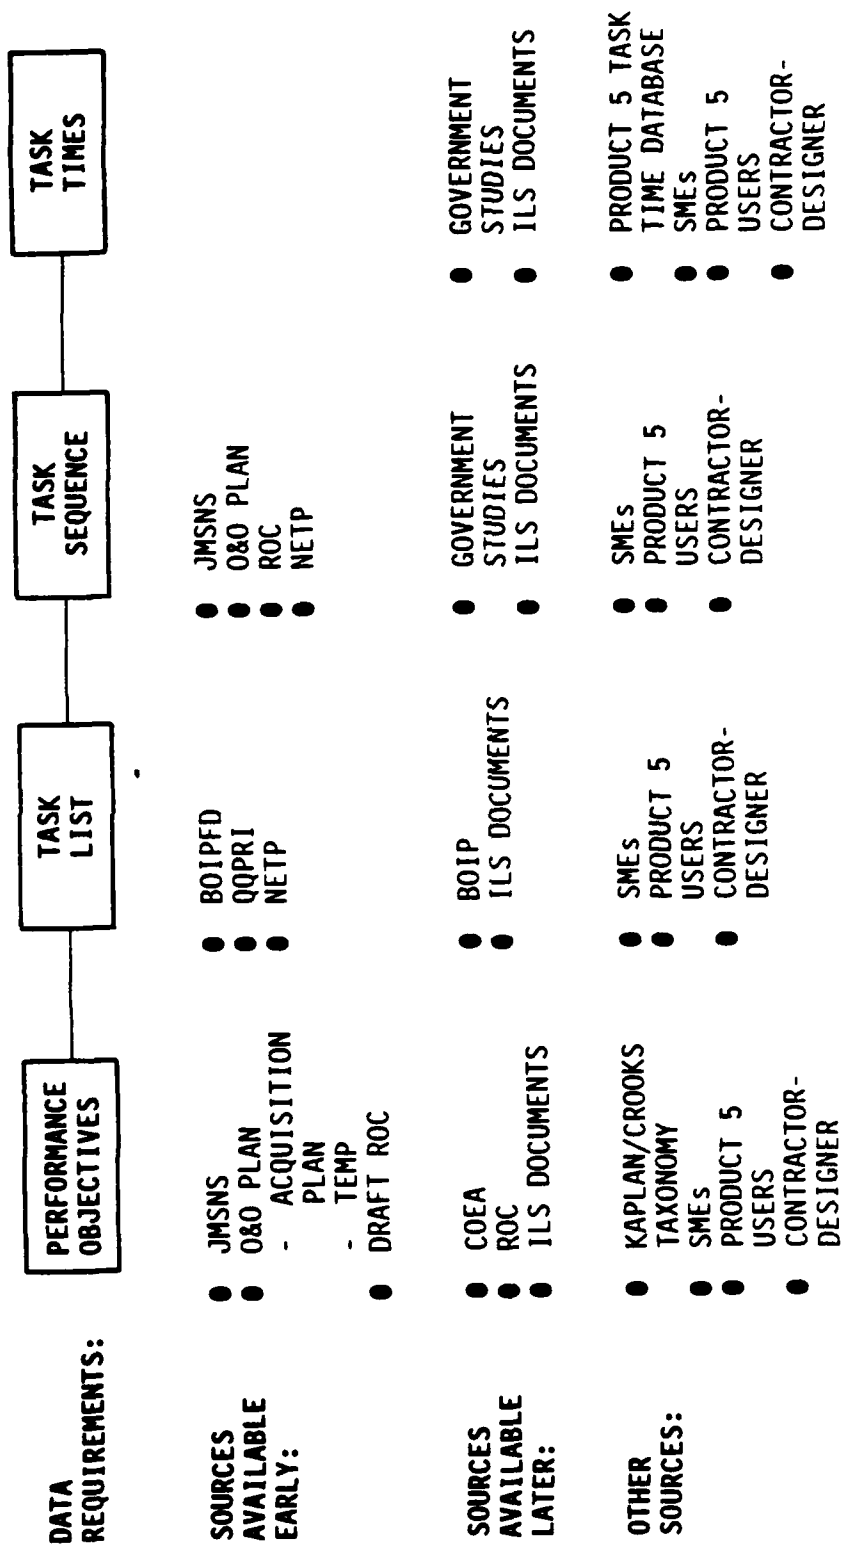 DATA
REQUIREMENTS:
PERFORMANCE
OBJECTIVES
TASK
LIST
TASK
SEQUENCE
TASK
TIMES
SOURCES
AVAILABLE
EARLY:
● JMSNS
● O&O PLAN
- ACQUISITION
PLAN
- TEMP
● DRAFT ROC
● BOIPFD
● QQPRI
● NETP
● JMSNS
● O&O PLAN
● ROC
● NETP
SOURCES
AVAILABLE
LATER:
● COEA
● ROC
● ILS DOCUMENTS
● BOIP
● ILS DOCUMENTS
● GOVERNMENT
STUDIES
● ILS DOCUMENTS
● GOVERNMENT
STUDIES
● ILS DOCUMENTS
OTHER
SOURCES:
● KAPLAN/CROOKS
TAXONOMY
● SMEs
● PRODUCT 5
USERS
● CONTRACTOR-
DESIGNER
● SMEs
● PRODUCT 5
USERS
● CONTRACTOR-
DESIGNER
● SMEs
● PRODUCT 5
USERS
● CONTRACTOR-
DESIGNER
● PRODUCT 5 TASK
TIME DATABASE
● SMEs
● PRODUCT 5
USERS
● CONTRACTOR-
DESIGNER